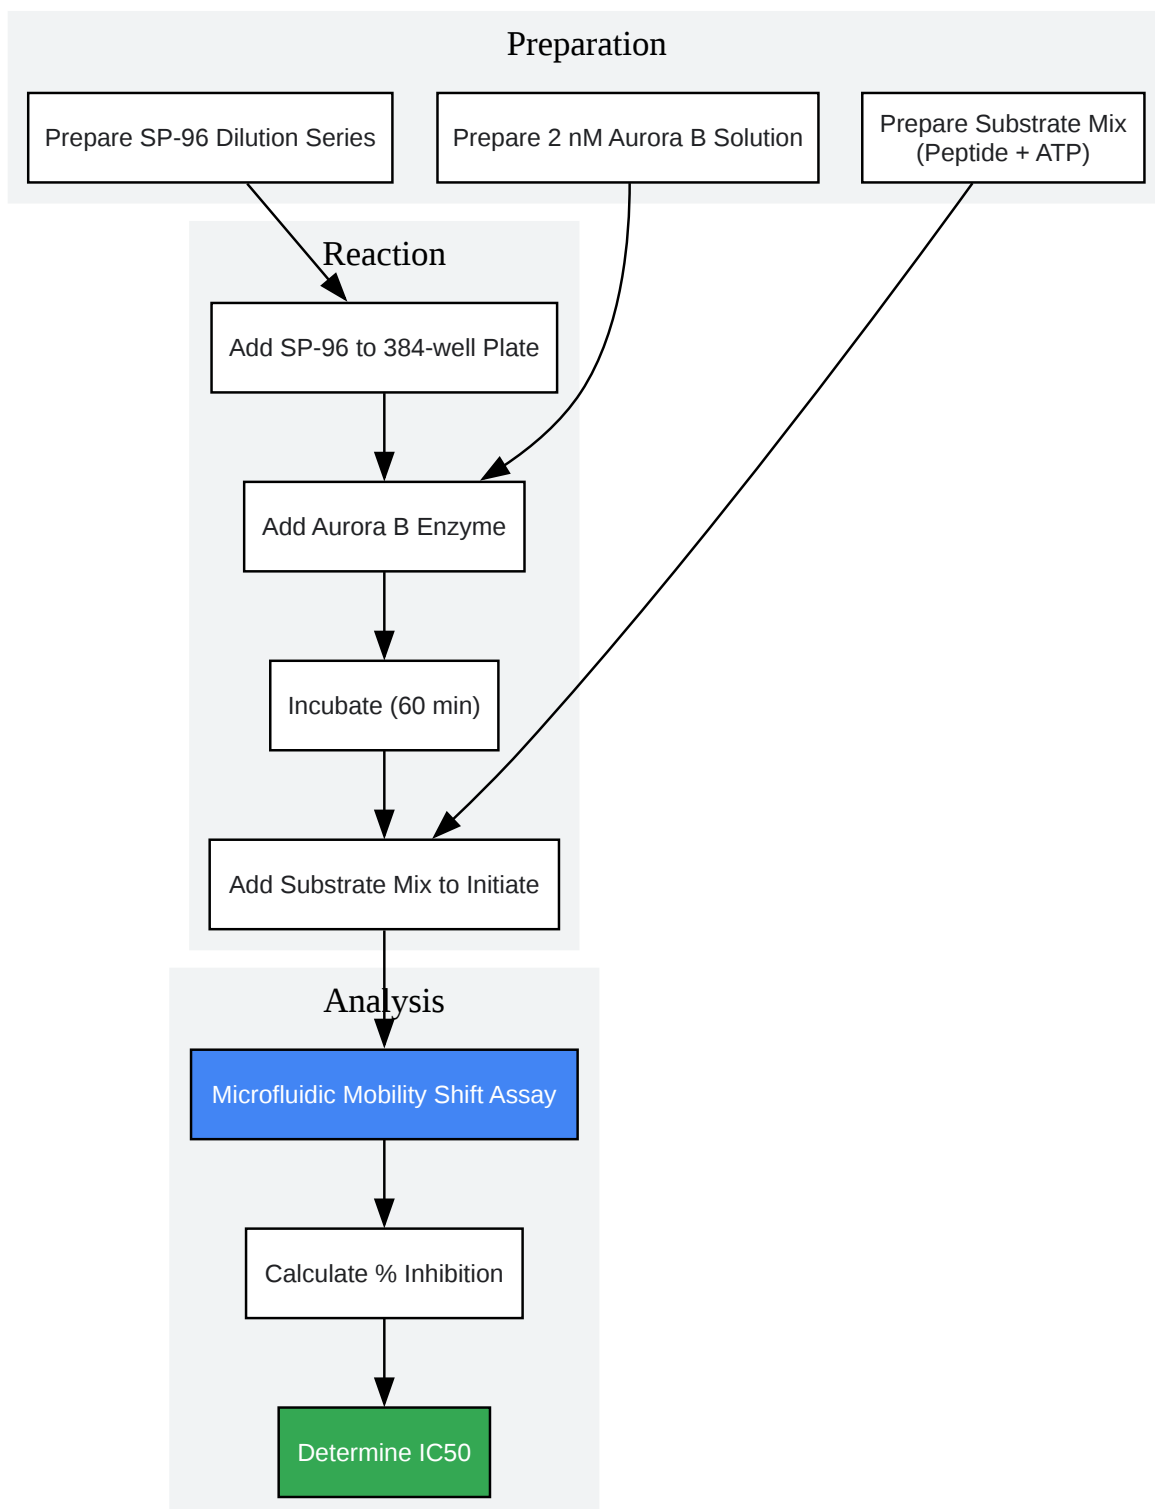 Preparation
Prepare SP-96 Dilution Series
Prepare 2 nM Aurora B Solution
Prepare Substrate Mix
(Peptide + ATP)
Reaction
Add SP-96 to 384-well Plate
Add Aurora B Enzyme
Incubate (60 min)
Add Substrate Mix to Initiate
Analysis
Microfluidic Mobility Shift Assay
Calculate % Inhibition
Determine IC50